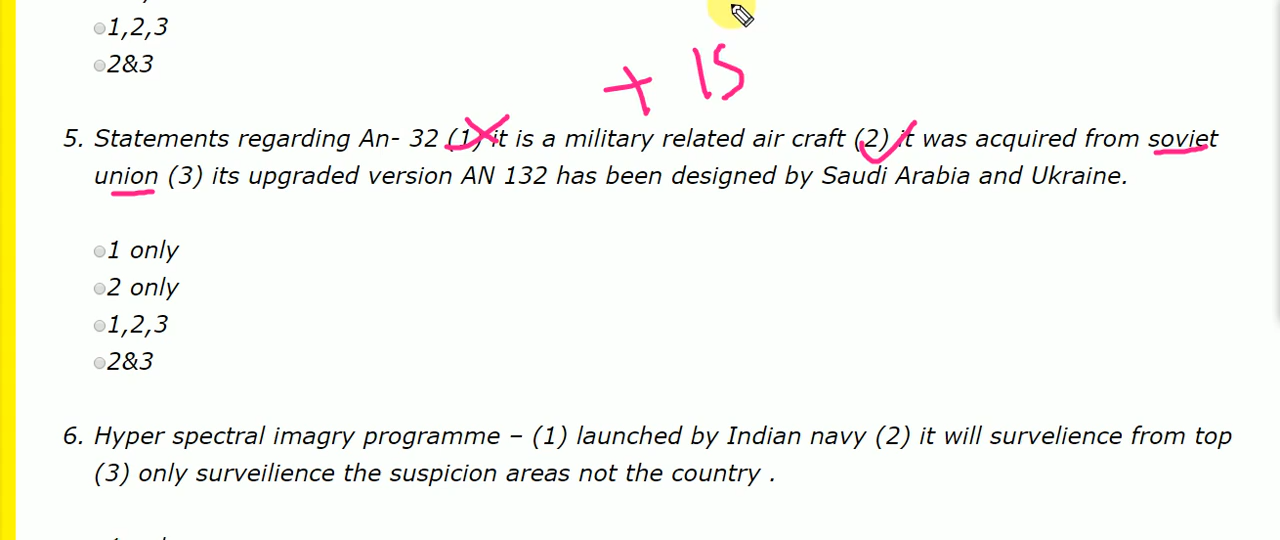 1,2,3
2&3
+ 15
5. Statements regarding An- 32 (1) it is a military related air craft (2) it was acquired from soviet
union (3) its upgraded version AN 132 has been designed by Saudi Arabia and Ukraine.
1 only
2 only
1,2,3
2&3
6. Hyper spectral imagry programme – (1) launched by Indian navy (2) it will survelience from top
(3) only surveilience the suspicion areas not the country .